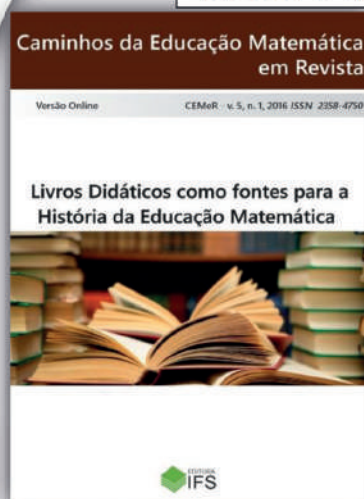 Caminhos da Educação Matemática
em Revista
Versão Online CEMeR - v. 5, n. 1, 2016 ISSN 2358-4750
Livros Didáticos como fontes para a
História da Educação Matemática
EDITORA
IFS